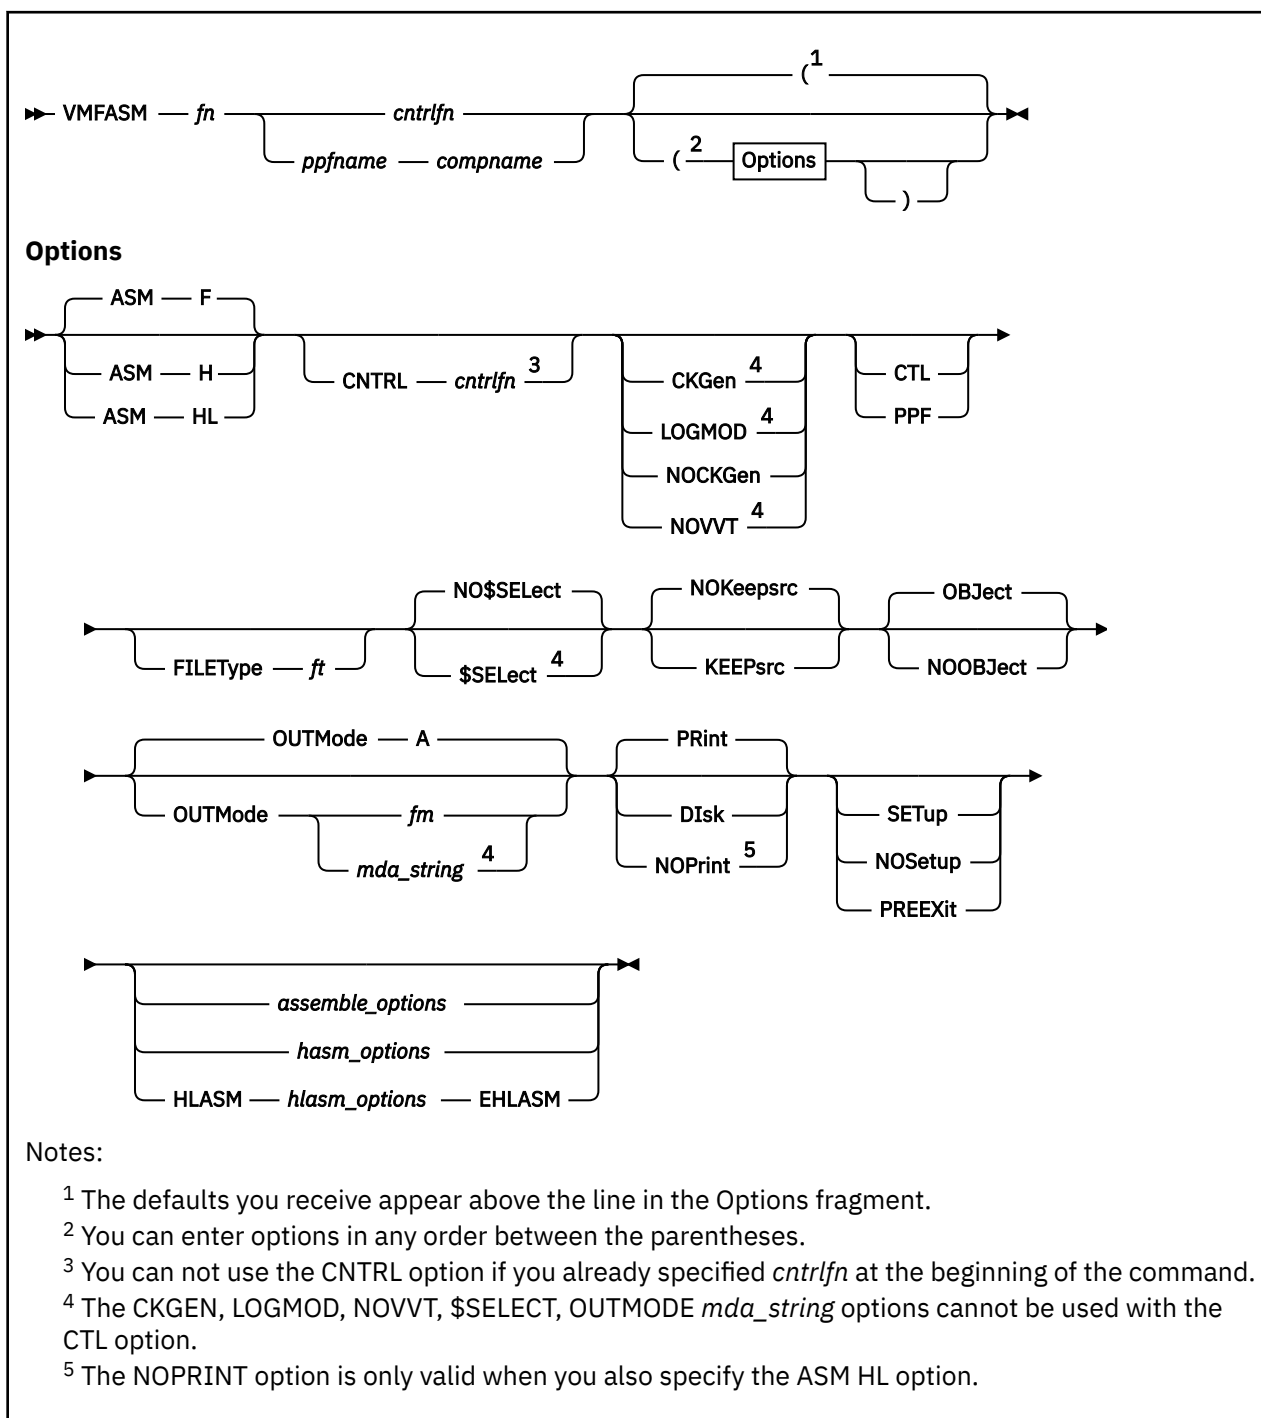 ( 1
VMFASM fn cntrlfn
ppfname compname ( 2 Options
)
Options
ASM F
ASM H
ASM HL
CNTRL cntrlfn 3
CKGen 4
LOGMOD 4
NOCKGen
NOVVT 4
CTL
PPF
FILEType ft
NO$SELect
$SELect 4
NOKeepsrc
KEEPsrc
OBJect
NOOBJect
OUTMode A
OUTMode fm
mda_string 4
PRint
DIsk
NOPrint 5
SETup
NOSetup
PREEXit
assemble_options
hasm_options
HLASM hlasm_options EHLASM
Notes:
1 The defaults you receive appear above the line in the Options fragment.
2 You can enter options in any order between the parentheses.
3 You can not use the CNTRL option if you already specified cntrlfn at the beginning of the command.
4 The CKGEN, LOGMOD, NOVVT, $SELECT, OUTMODE mda_string options cannot be used with the
CTL option.
5 The NOPRINT option is only valid when you also specify the ASM HL option.